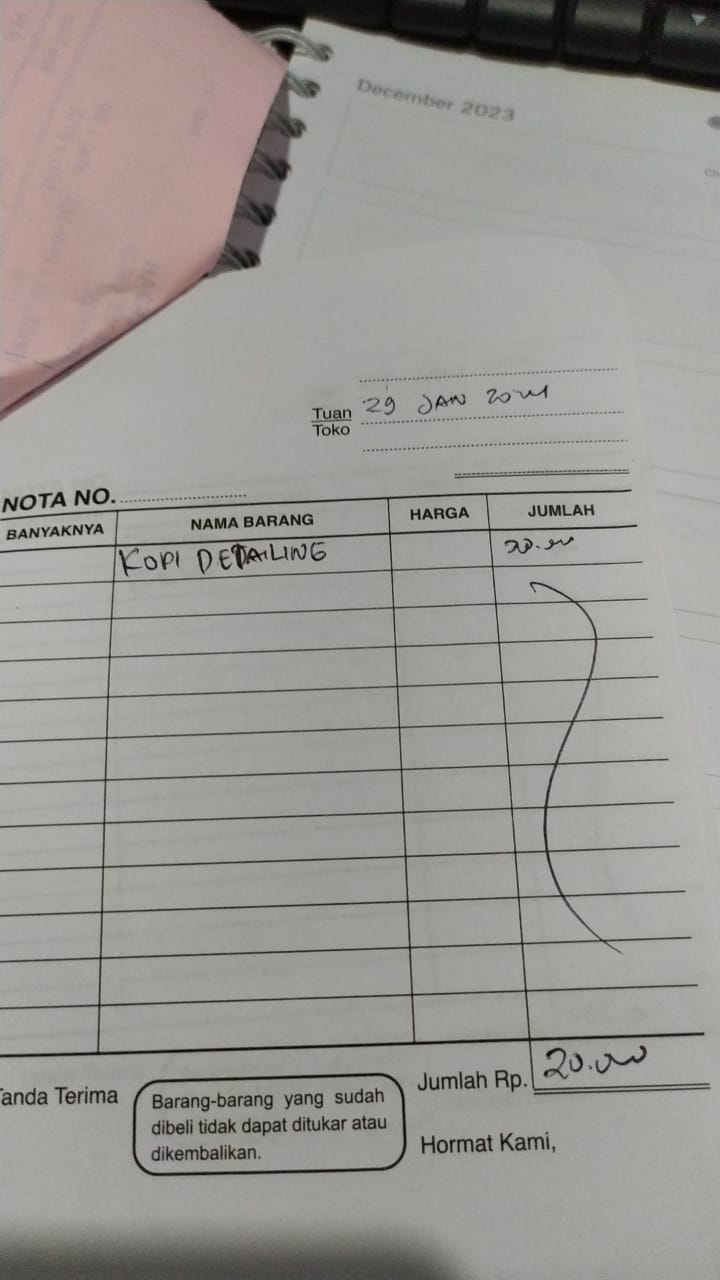 December 2023
Tuan
Toko
29 JAN 2024
NOTA NO.
BANYAKNYA NAMA BARANG HARGA JUMLAH
KOPI DETAILING 20.000
Jumlah Rp. 20.000
Tanda Terima
Barang-barang yang sudah
dibeli tidak dapat ditukar atau
dikembalikan.
Hormat Kami,